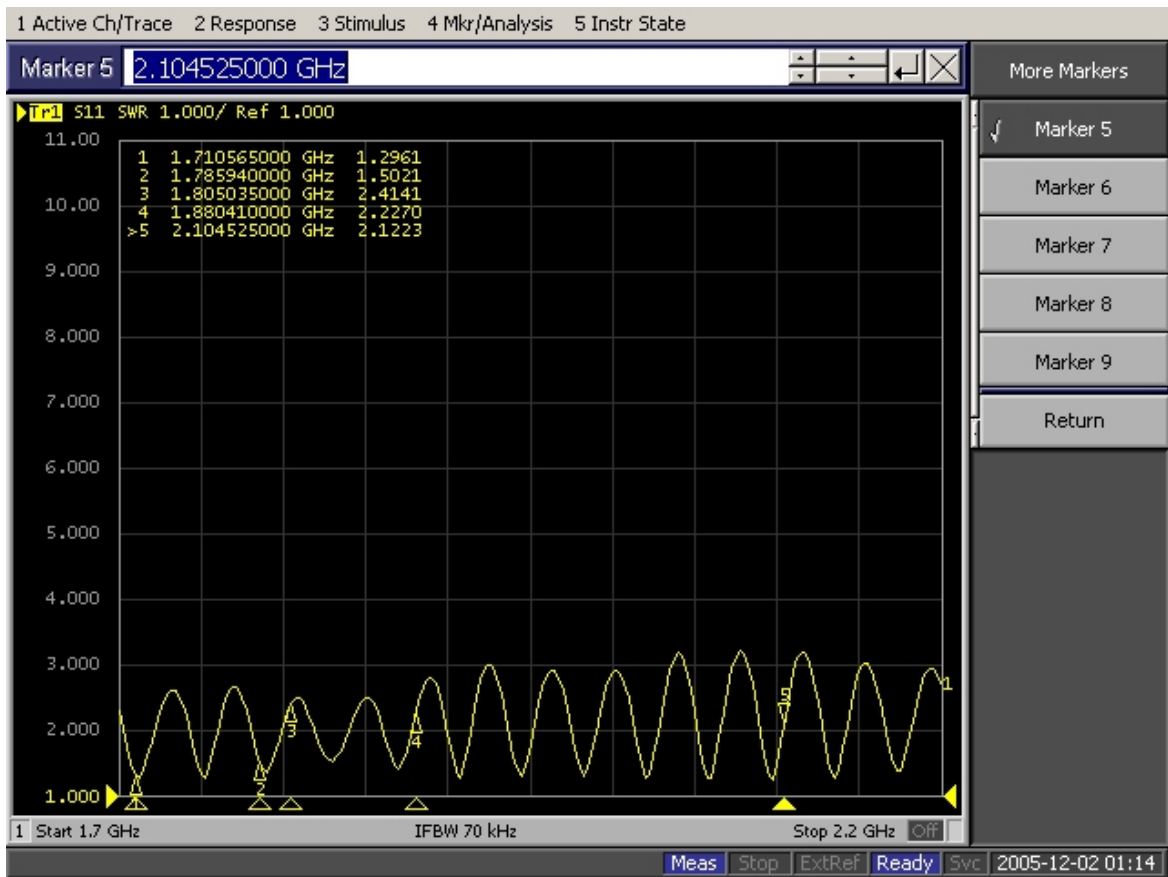 1 Active Ch/Trace 2 Response 3 Stimulus 4 Mkr/Analysis 5 Instr State
Marker 5 2.104525000 GHz
More Markers
Tr1 S11 SWR 1.000/ Ref 1.000
Marker 5
Marker 6
Marker 7
Marker 8
Marker 9
Return
11.00
10.00
9.000
8.000
7.000
6.000
5.000
4.000
3.000
2.000
1.000
1 1.710565000 GHz 1.2961
2 1.785940000 GHz 1.5021
3 1.805035000 GHz 2.4141
4 1.880410000 GHz 2.2270
>5 2.104525000 GHz 2.1223
1
2
3
4
5
1
1 Start 1.7 GHz IFBW 70 kHz Stop 2.2 GHz Off
Meas Stop ExtRef Ready Svc 2005-12-02 01:14